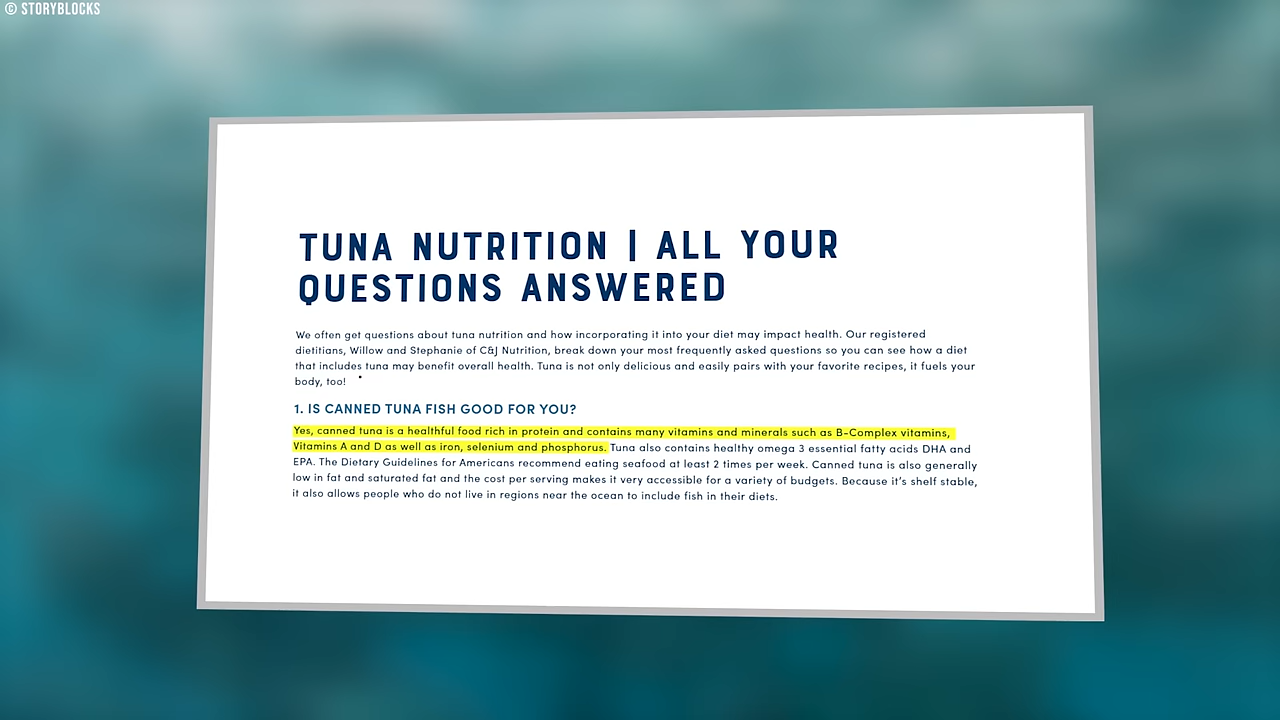 © STORYBLOCKS
TUNA NUTRITION | ALL YOUR
QUESTIONS ANSWERED
We often get questions about tuna nutrition and how incorporating it into your diet may impact health. Our registered
dietitians, Willow and Stephanie of C&J Nutrition, break down your most frequently asked questions so you can see how a diet
that includes tuna may benefit overall health. Tuna is not only delicious and easily pairs with your favorite recipes, it fuels your
body, too!
1. IS CANNED TUNA FISH GOOD FOR YOU?
Yes, canned tuna is a healthful food rich in protein and contains many vitamins and minerals such as B-Complex vitamins,
Vitamins A and D as well as iron, selenium and phosphorus. Tuna also contains healthy omega 3 essential fatty acids DHA and
EPA. The Dietary Guidelines for Americans recommend eating seafood at least 2 times per week. Canned tuna is also generally
low in fat and saturated fat and the cost per serving makes it very accessible for a variety of budgets. Because it's shelf stable,
it also allows people who do not live in regions near the ocean to include fish in their diets.